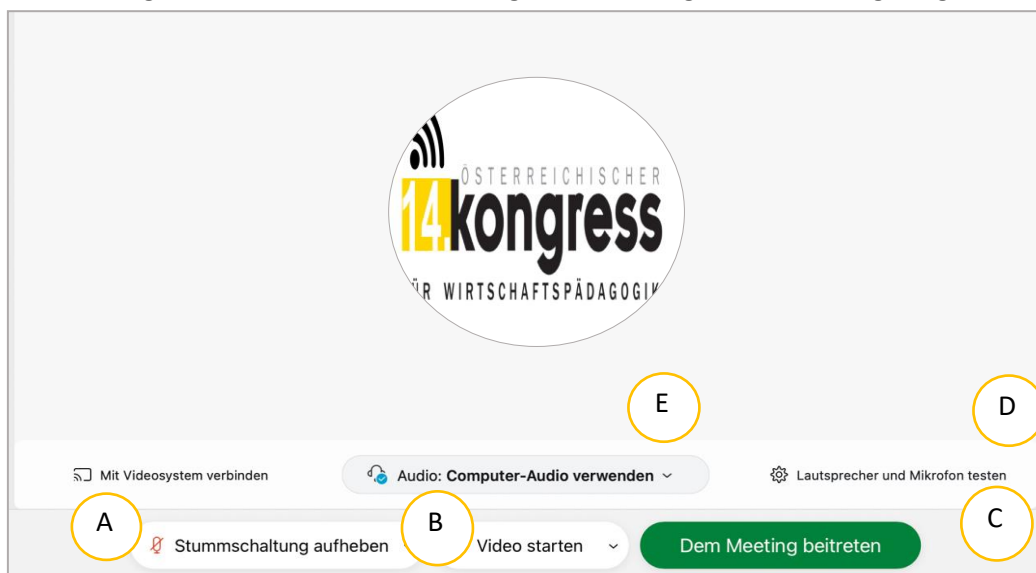 ÖSTERREICHISCHER
14.kongress
ÜR WIRTSCHAFTSPÄDAGOGIK
E
D
Mit Videosystem verbinden
Audio: Computer-Audio verwenden
Lautsprecher und Mikrofon testen
A
B
C
Stummschaltung aufheben
Video starten
Dem Meeting beitreten